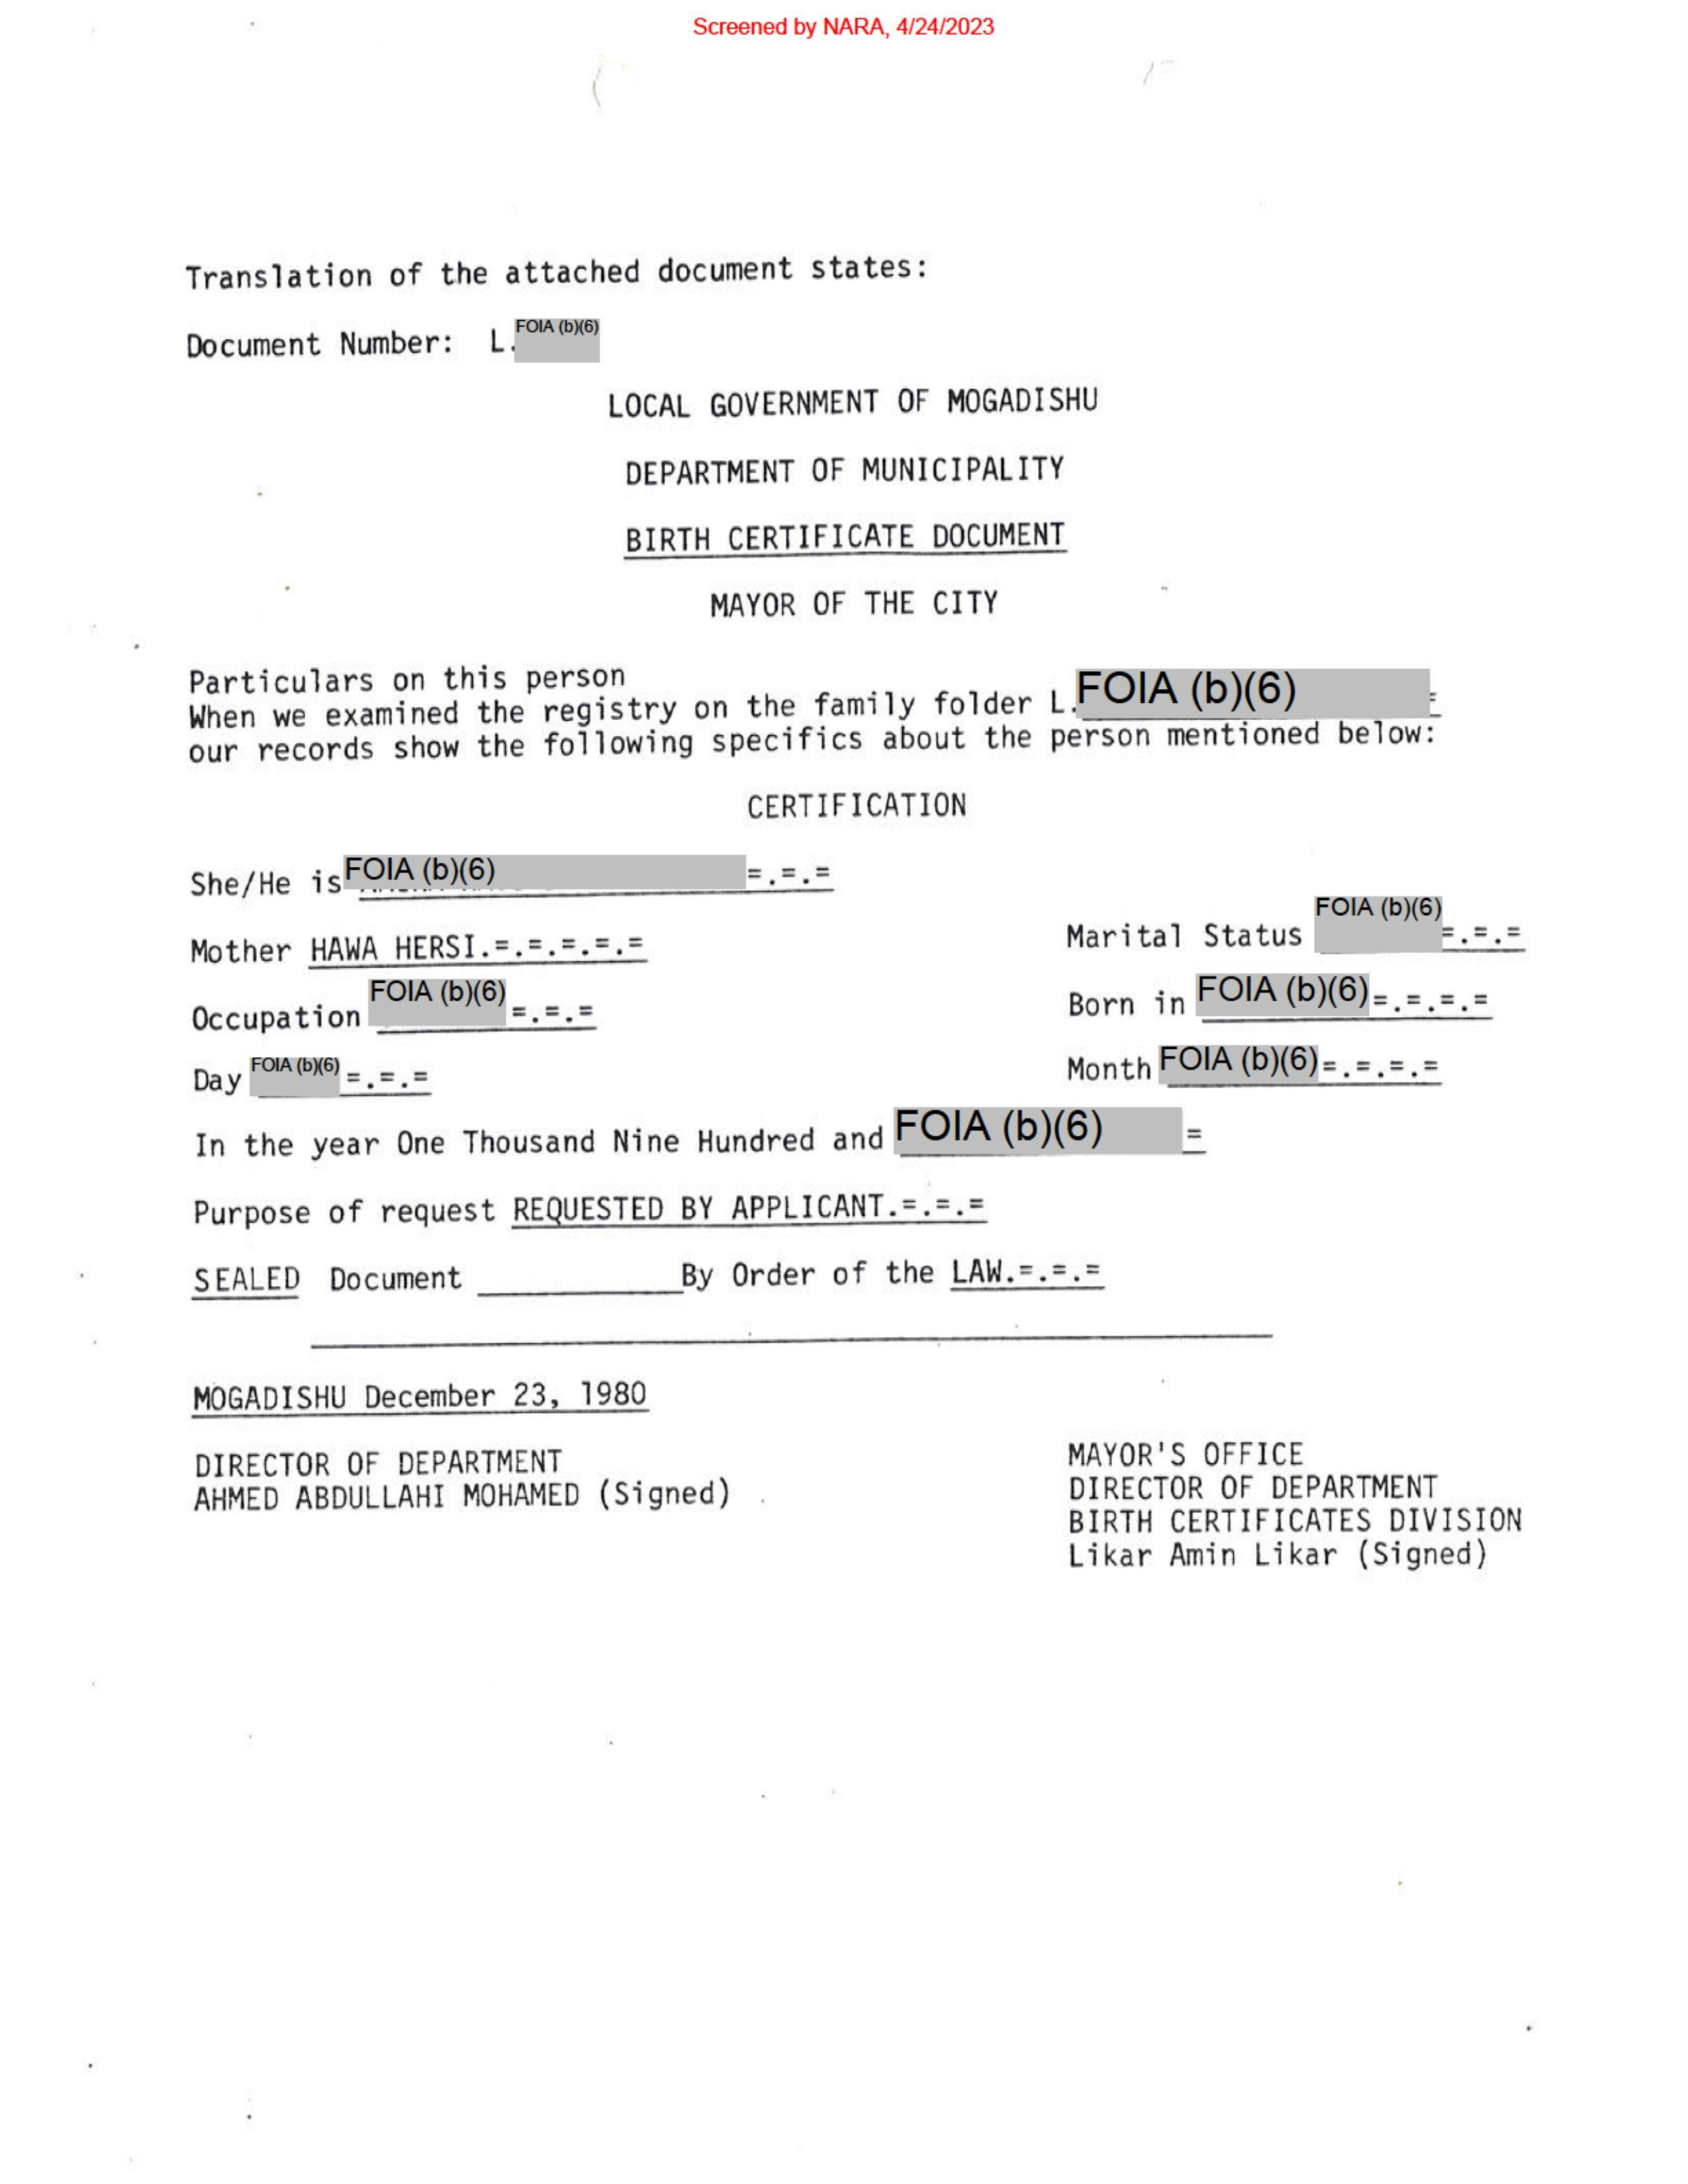 Screened by NARA, 4/24/2023
Translation of the attached document states:
Document Number: L. FOIA (b)(6)
LOCAL GOVERNMENT OF MOGADISHU
DEPARTMENT OF MUNICIPALITY
BIRTH CERTIFICATE DOCUMENT
MAYOR OF THE CITY
Particulars on this person
When we examined the registry on the family folder L. FOIA (b)(6) =
our records show the following specifics about the person mentioned below:
CERTIFICATION
She/He is FOIA (b)(6) =.=.=
Mother HAWA HERSI.=.=.=.=.= Marital Status FOIA (b)(6) =.=.=
Occupation FOIA (b)(6) =.=.= Born in FOIA (b)(6) =.=.=.=
Day FOIA (b)(6) =.=.= Month FOIA (b)(6) =.=.=.=
In the year One Thousand Nine Hundred and FOIA (b)(6) =
Purpose of request REQUESTED BY APPLICANT.=.=.=
SEALED Document ____________ By Order of the LAW.=.=.=
MOGADISHU December 23, 1980
DIRECTOR OF DEPARTMENT
AHMED ABDULLAHI MOHAMED (Signed)
MAYOR'S OFFICE
DIRECTOR OF DEPARTMENT
BIRTH CERTIFICATES DIVISION
Likar Amin Likar (Signed)